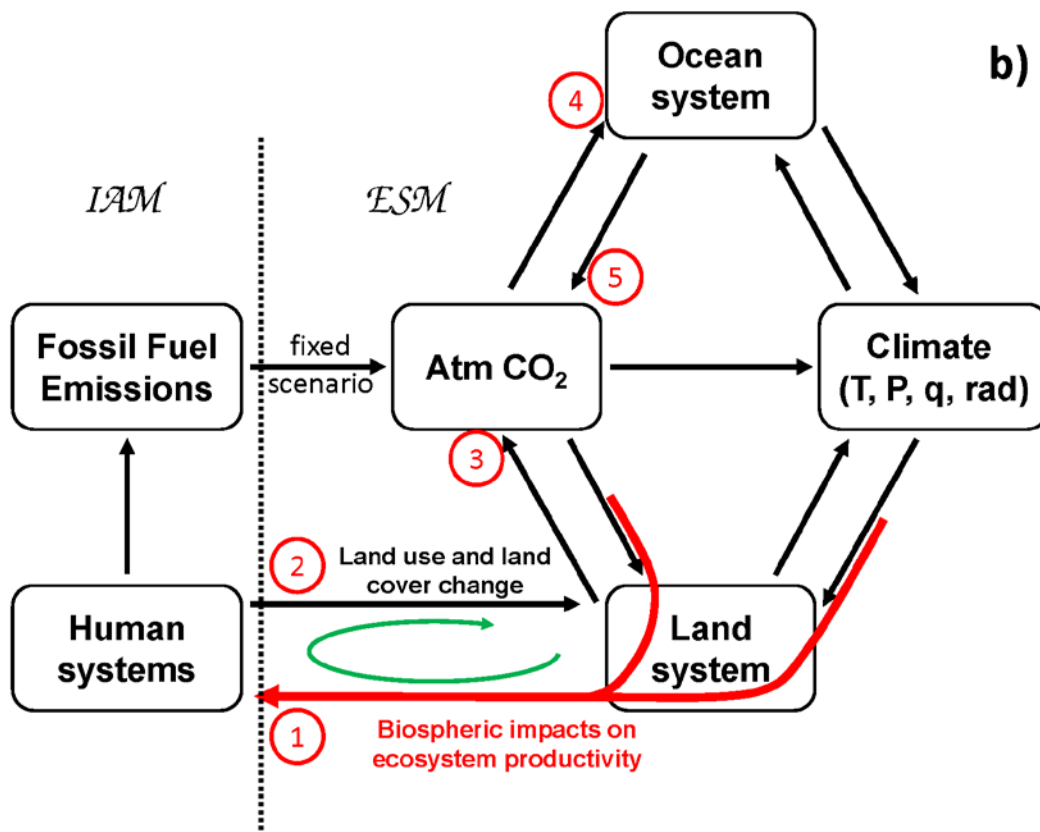 Ocean
system
b)
4
IAM
ESM
5
Fossil Fuel
Emissions
fixed
scenario
Atm CO₂
Climate
(T, P, q, rad)
3
2
Land use and land
cover change
Human
systems
Land
system
1
Biospheric impacts on
ecosystem productivity